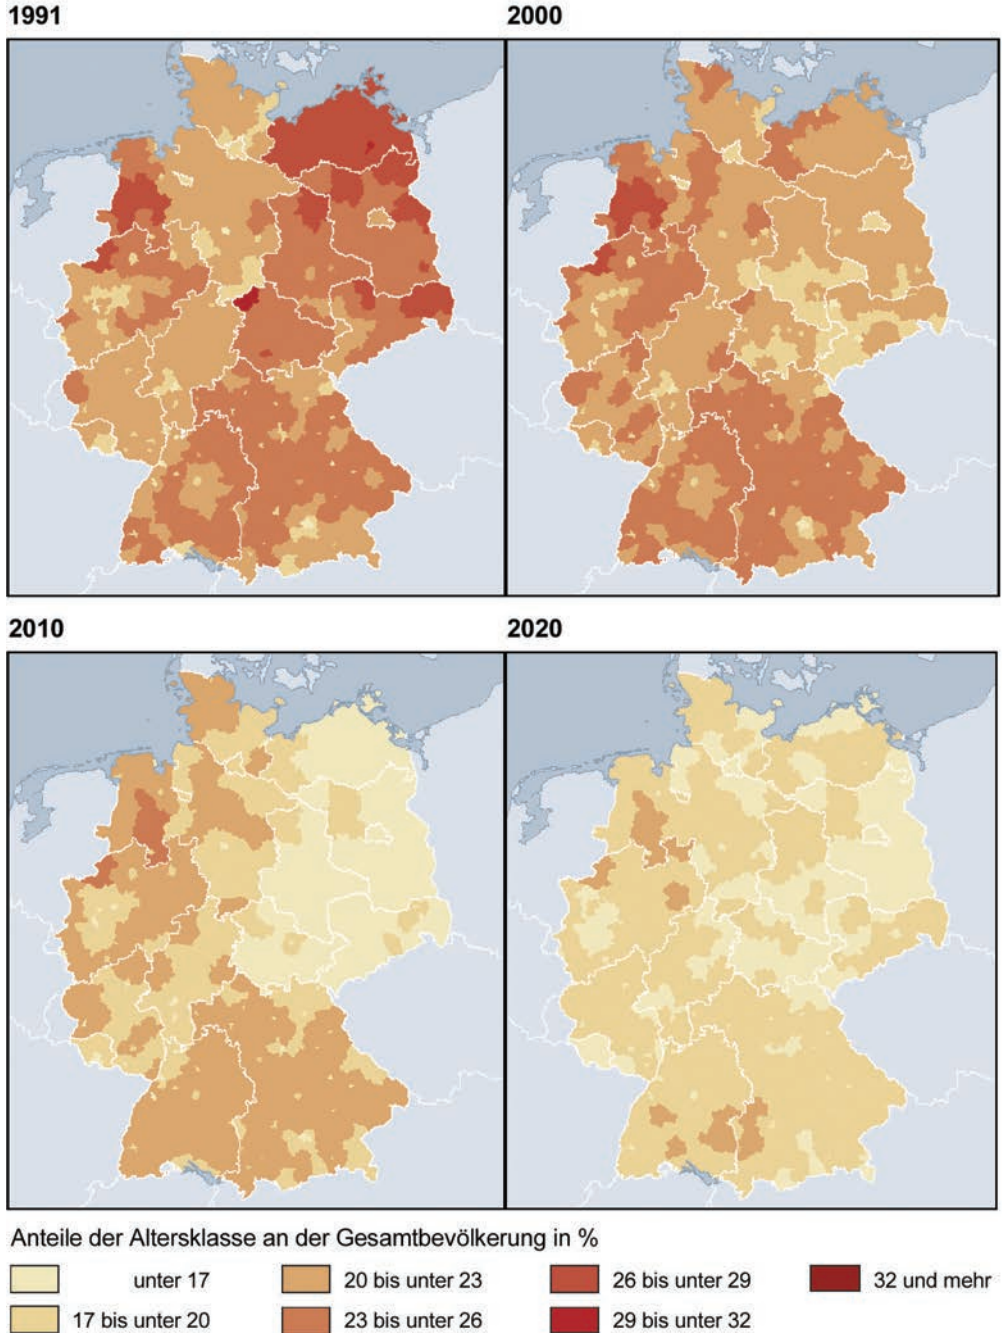 1991
2000
2010
2020
Anteile der Altersklasse an der Gesamtbevölkerung in %
unter 17
20 bis unter 23
26 bis unter 29
32 und mehr
17 bis unter 20
23 bis unter 26
29 bis unter 32